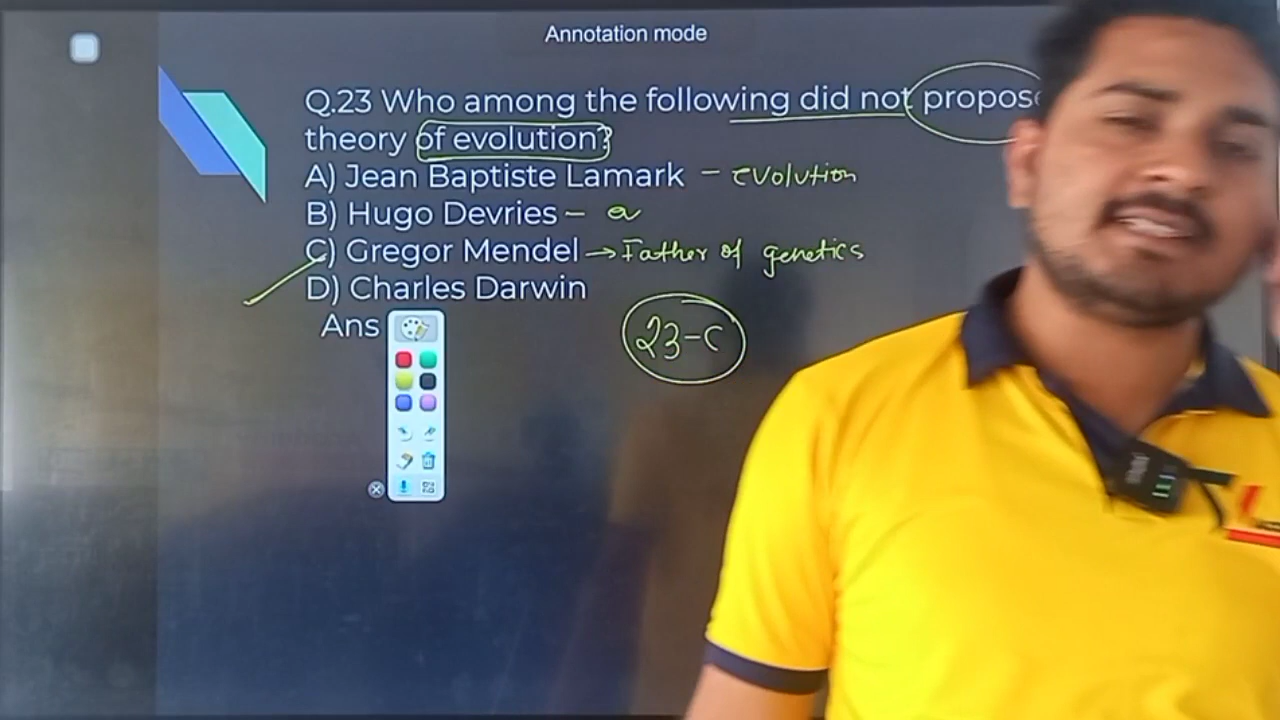 Annotation mode
Q.23 Who among the following did not propose
theory of evolution?
A) Jean Baptiste Lamark – evolution
B) Hugo Devries –
C) Gregor Mendel → Father of genetics
D) Charles Darwin
Ans
23-C